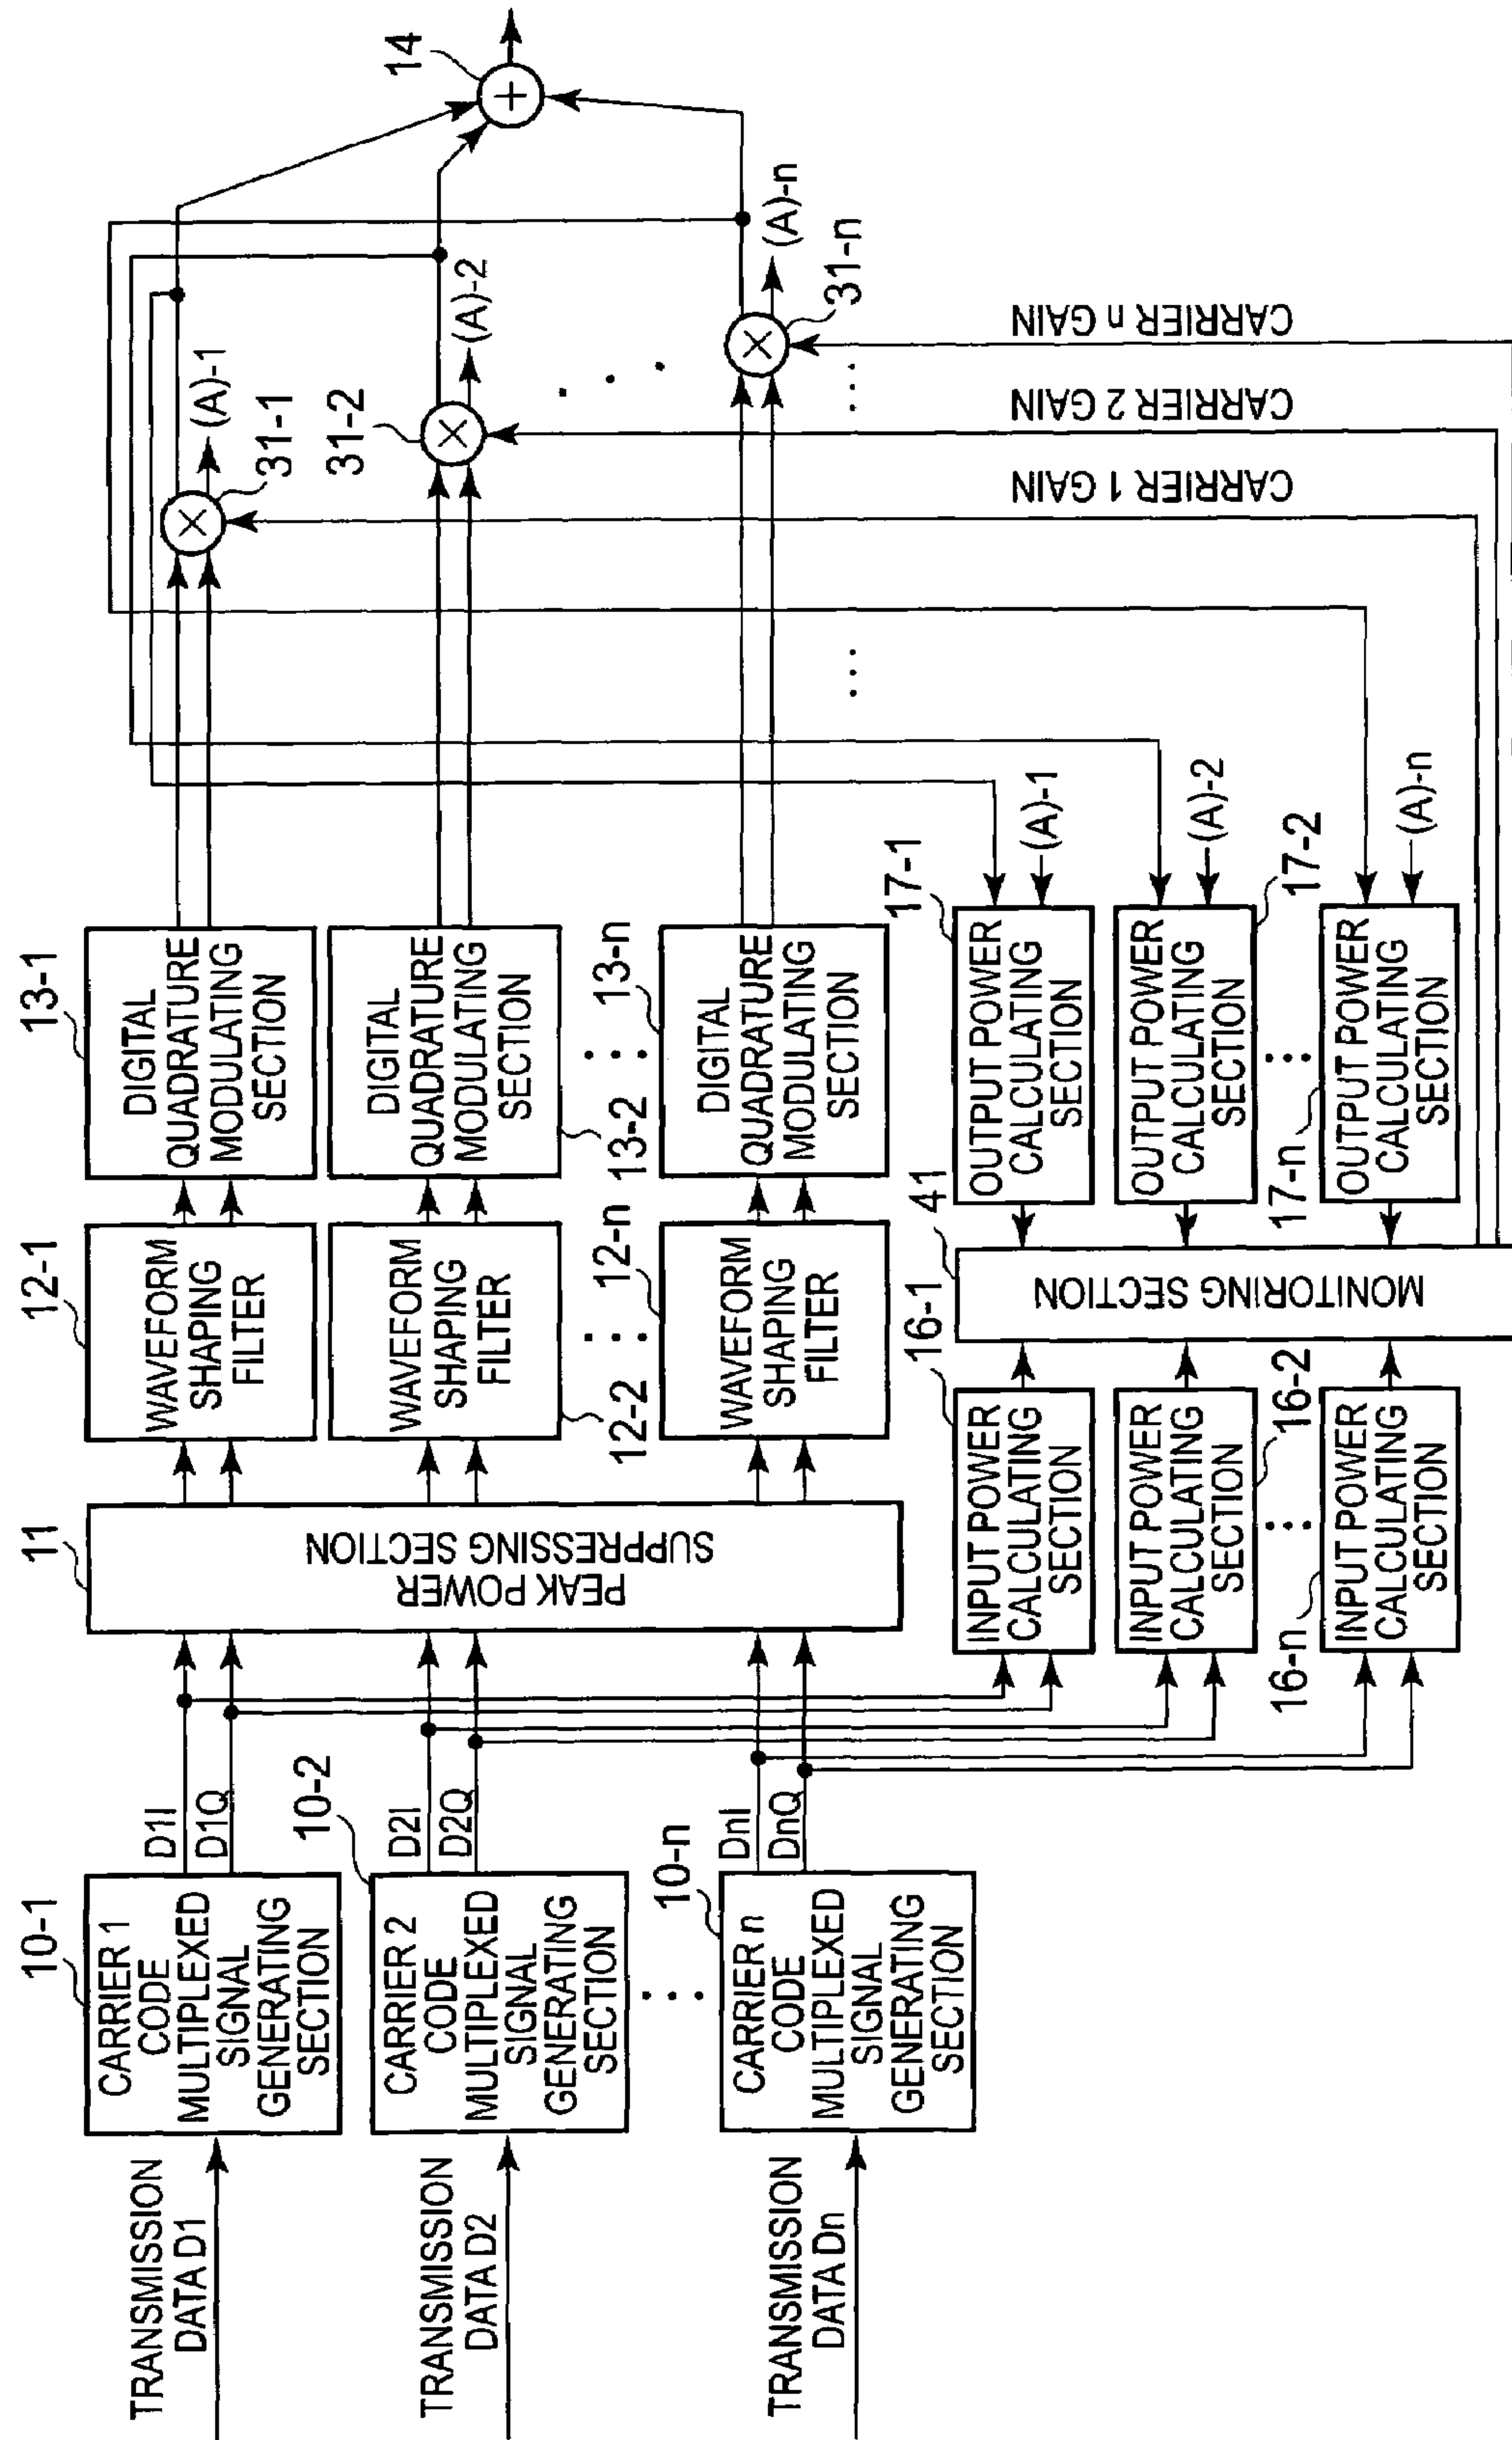 TRANSMISSION
DATA D1
TRANSMISSION
DATA D2
TRANSMISSION
DATA Dn
10-1
CARRIER 1
CODE
MULTIPLEXED
SIGNAL
GENERATING
SECTION
10-2
CARRIER 2
CODE
MULTIPLEXED
SIGNAL
GENERATING
SECTION
10-n
CARRIER n
CODE
MULTIPLEXED
SIGNAL
GENERATING
SECTION
D1I
D1Q
D2I
D2Q
DnI
DnQ
11
PEAK POWER
SUPPRESSING SECTION
12-1
WAVEFORM
SHAPING
FILTER
WAVEFORM
SHAPING
FILTER
12-2
12-n
WAVEFORM
SHAPING
FILTER
13-1
DIGITAL
QUADRATURE
MODULATING
SECTION
DIGITAL
QUADRATURE
MODULATING
SECTION
13-2
13-n
DIGITAL
QUADRATURE
MODULATING
SECTION
16-1
INPUT POWER
CALCULATING
SECTION
INPUT POWER
CALCULATING
SECTION
16-2
16-n
INPUT POWER
CALCULATING
SECTION
41
MONITORING SECTION
17-1
OUTPUT POWER
CALCULATING
SECTION
(A)-1
OUTPUT POWER
CALCULATING
SECTION
(A)-2
17-2
17-n
OUTPUT POWER
CALCULATING
SECTION
(A)-n
31-1
(A)-1
31-2
(A)-2
31-n
(A)-n
CARRIER 1 GAIN
CARRIER 2 GAIN
CARRIER n GAIN
14